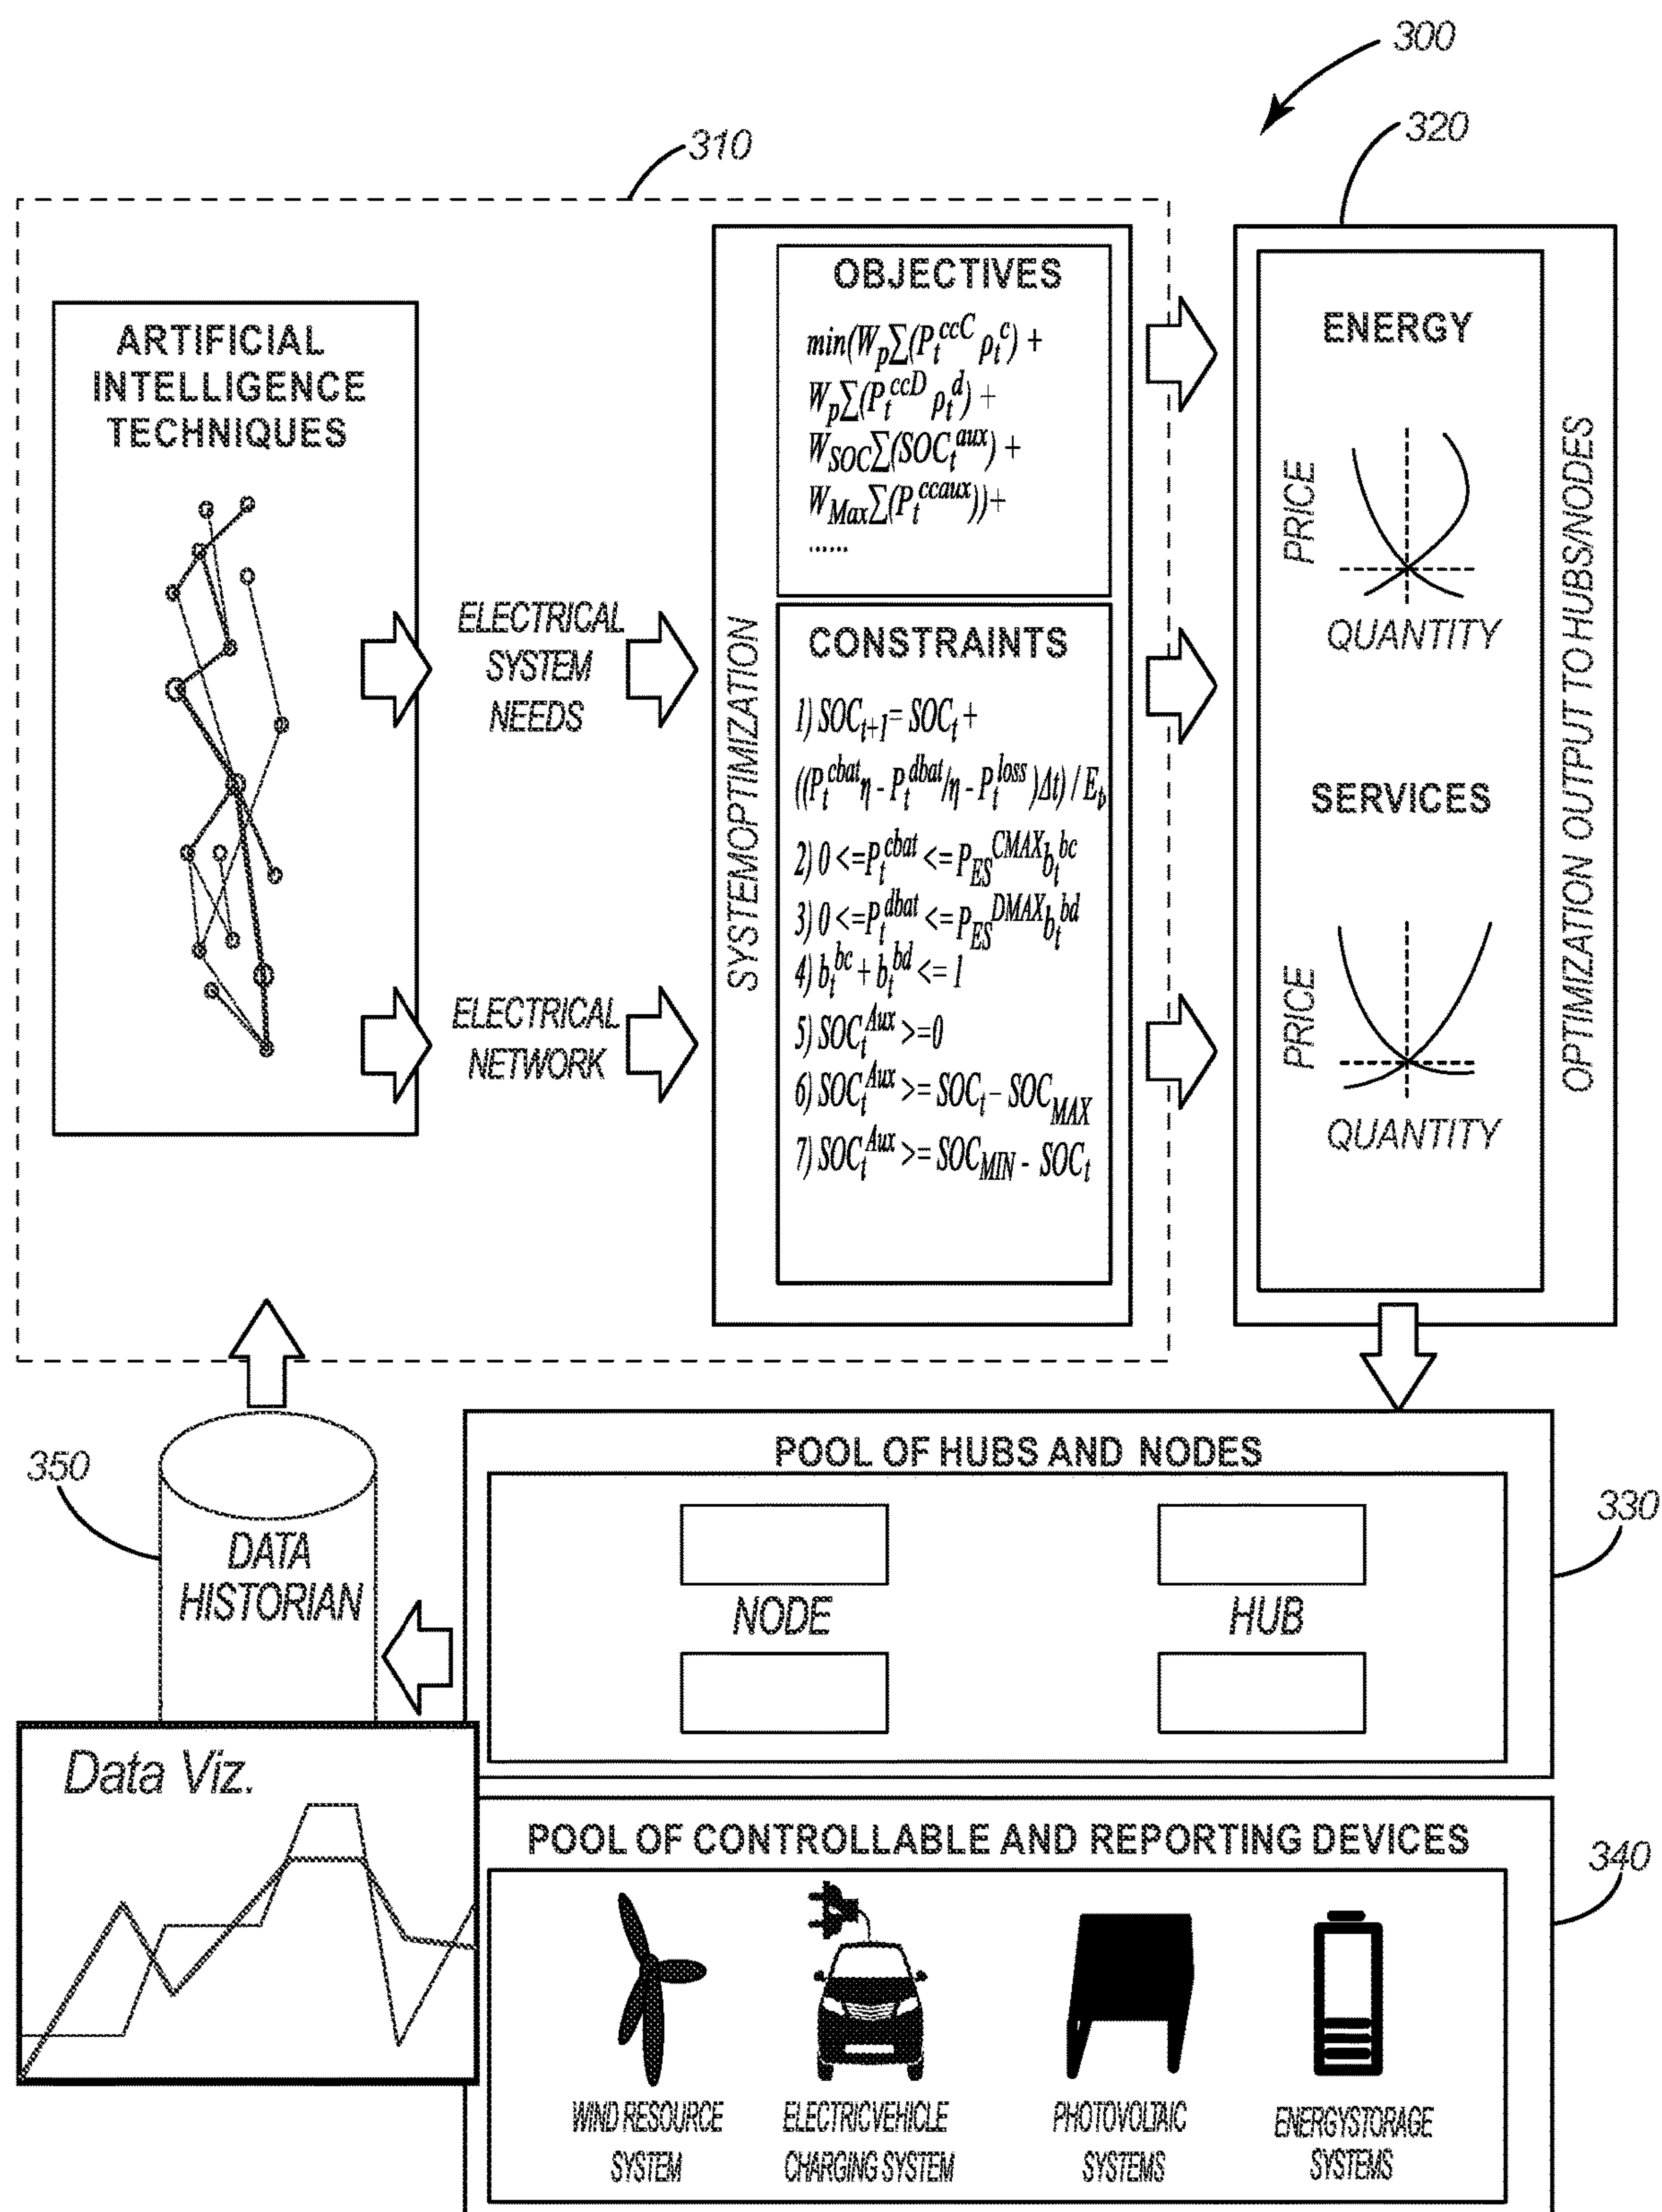 300
310
320
ARTIFICIAL
INTELLIGENCE
TECHNIQUES
ELECTRICAL
SYSTEM
NEEDS
ELECTRICAL
NETWORK
SYSTEMOPTIMIZATION
OBJECTIVES
min(W_p∑(P_t^ccC ρ_t^c) +
W_p∑(P_t^ccD ρ_t^d) +
W_SOC∑(SOC_t^aux) +
W_Max∑(P_t^ccaux))+
......
CONSTRAINTS
1) SOC_t+1= SOC_t +
((P_t^cbat η - P_t^dbat/η - P_t^loss)Δt) / E_b
2) 0 <=P_t^cbat <=P_ES^CMAX b_t^bc
3) 0 <=P_t^dbat <=P_ES^DMAX b_t^bd
4) b_t^bc + b_t^bd <= 1
5) SOC_t^Aux >=0
6) SOC_t^Aux >= SOC_t – SOC_MAX
7) SOC_t^Aux >= SOC_MIN - SOC_t
ENERGY
PRICE
QUANTITY
SERVICES
PRICE
QUANTITY
OPTIMIZATION OUTPUT TO HUBS/NODES
350
DATA
HISTORIAN
POOL OF HUBS AND NODES
330
NODE
HUB
Data Viz.
POOL OF CONTROLLABLE AND REPORTING DEVICES
340
WIND RESOURCE
SYSTEM
ELECTRICVEHICLE
CHARGING SYSTEM
PHOTOVOLTAIC
SYSTEMS
ENERGYSTORAGE
SYSTEMS